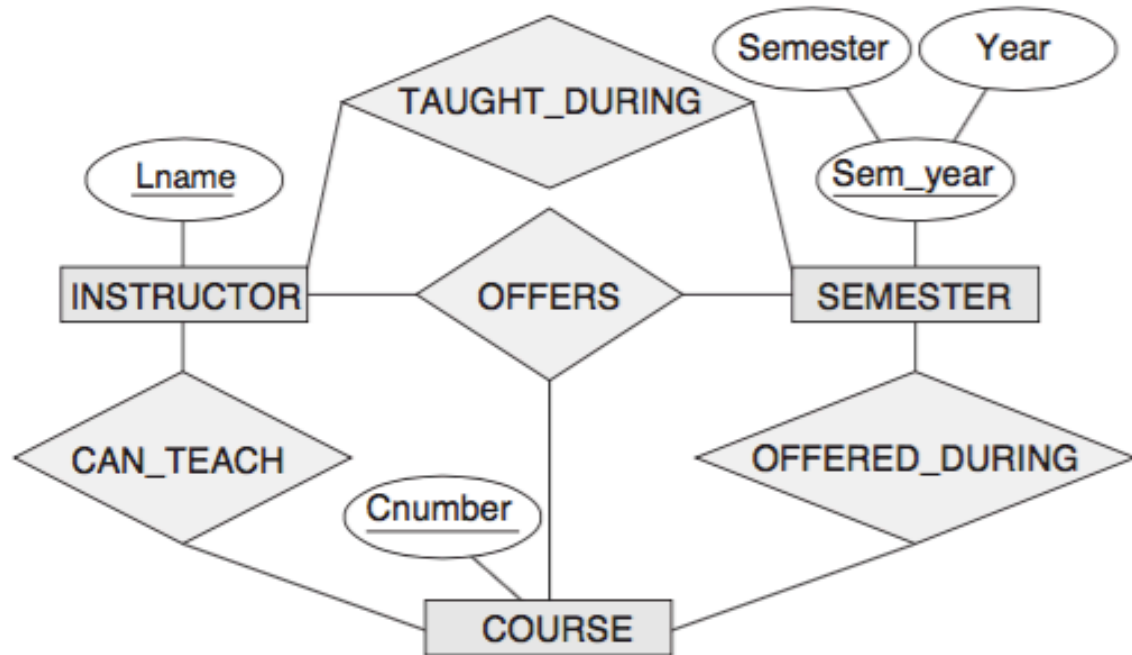 Semester
Year
TAUGHT_DURING
Lname
Sem_year
INSTRUCTOR
OFFERS
SEMESTER
CAN_TEACH
OFFERED_DURING
Cnumber
COURSE